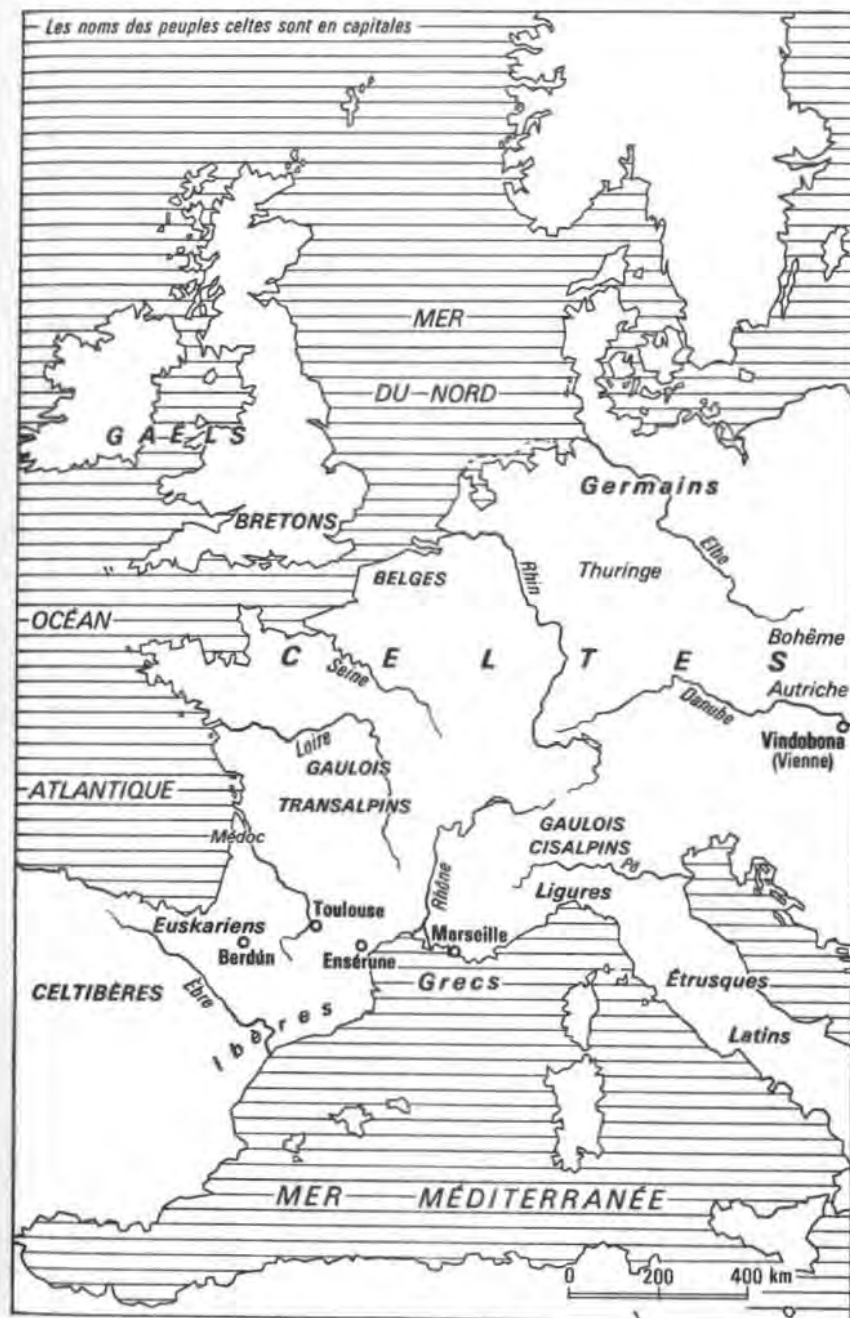 Les noms des peuples celtes sont en capitales
MER
DU-NORD
GAËLS
Germains
BRETONS
Elbe
BELGES
Rhin
Thuringe
OCÉAN
Bohême
CELTES
Seine
Autriche
Danube
Loire
Vindobona
(Vienne)
GAULOIS
TRANSALPINS
ATLANTIQUE
GAULOIS
CISALPINS
Médoc
Pô
Rhône
Ligures
Toulouse
Euskariens
Marseille
Berdún
Ensérune
Grecs
Étrusques
CELTIBÈRES
Èbre
Ibères
Latins
MER MÉDITERRANÉE
0 200 400 km